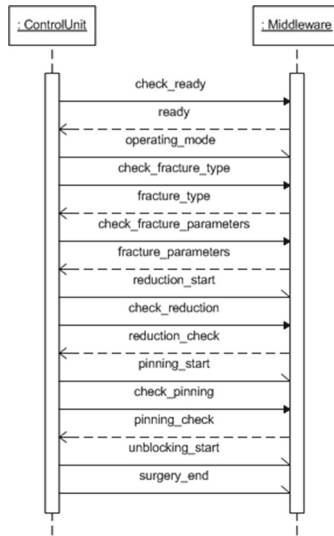 : ControlUnit
: Middleware
check_ready
ready
operating_mode
check_fracture_type
fracture_type
check_fracture_parameters
fracture_parameters
reduction_start
check_reduction
reduction_check
pinning_start
check_pinning
pinning_check
unblocking_start
surgery_end